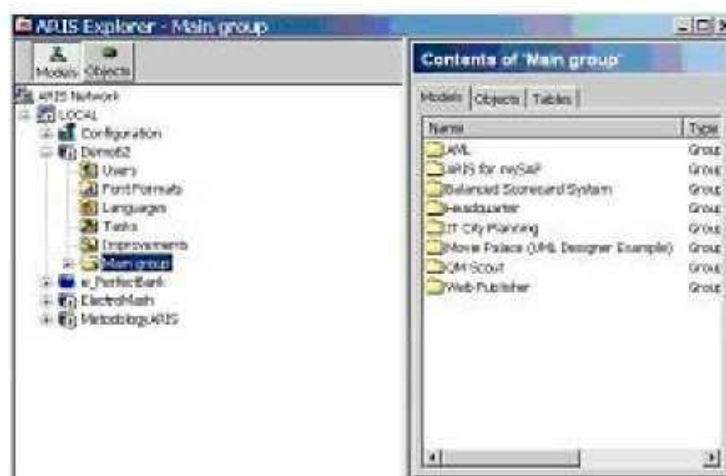 ARIS Explorer - Main group
Models Objects
ARIS Network
LOCAL
Configuration
Demo62
Users
Font Formats
Languages
Tasks
Improvements
Main group
e_PerfectBank
ElectroMash
MetodologyARIS
Contents of 'Main group'
Models Objects Tables
Name Type
AML Group
ARIS for mySAP Group
Balanced Scorecard System Group
Headquarter Group
IT City Planning Group
Movie Palace (UML Designer Example) Group
QM Scout Group
Web Publisher Group